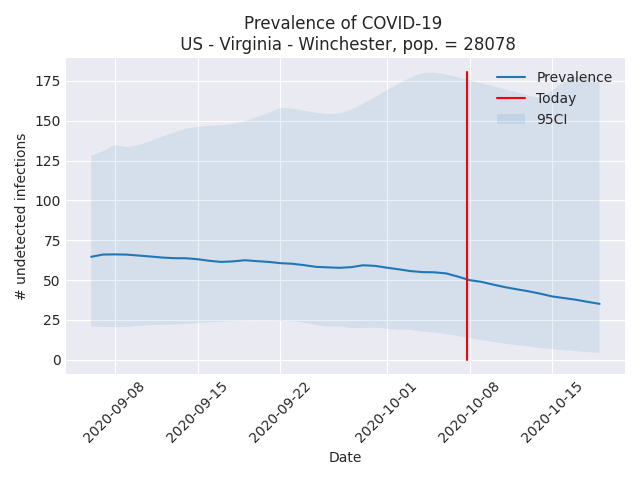 Prevalence of COVID-19
US - Virginia - Winchester, pop. = 28078
Prevalence
Today
95CI
# undetected infections
175
150
125
100
75
50
25
0
2020-09-08
2020-09-15
2020-09-22
2020-10-01
2020-10-08
2020-10-15
Date